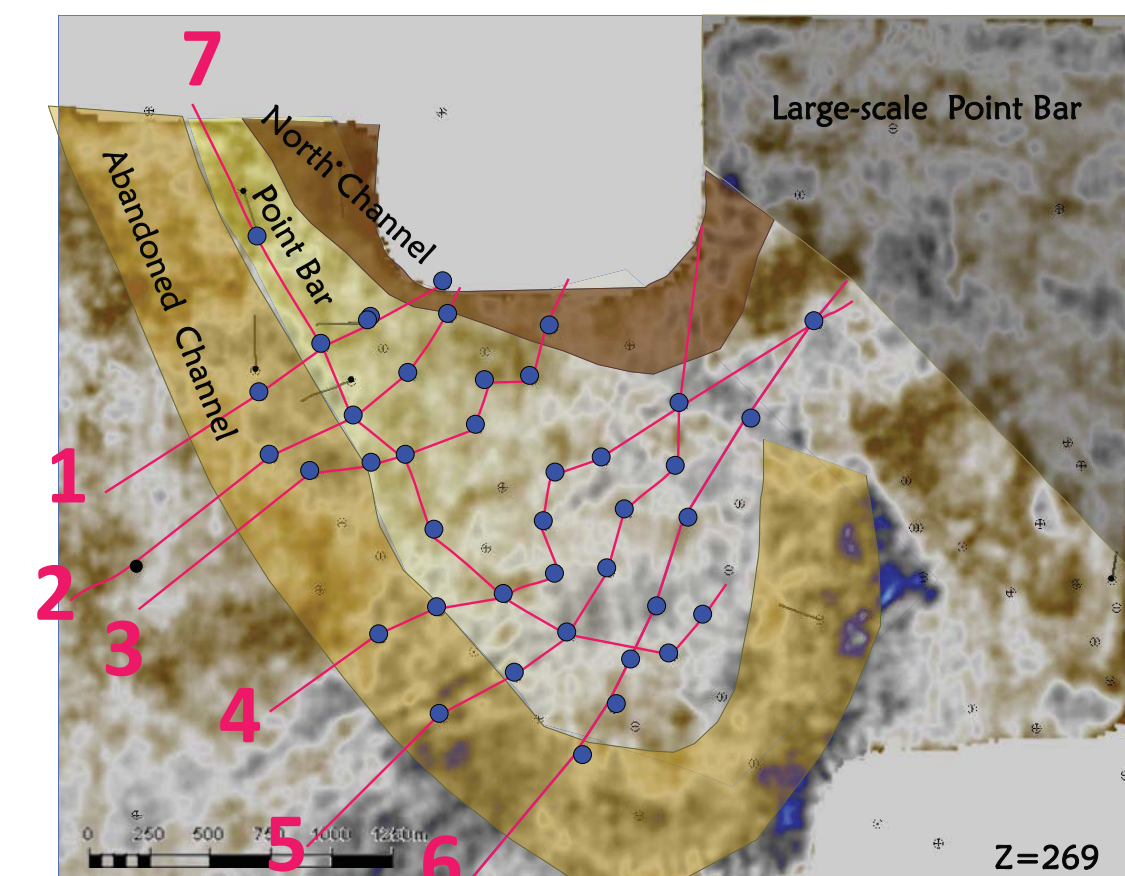 7
Large-scale Point Bar
North Channel
Abandoned Channel
Point Bar
1
2
3
4
5
6
0 250 500 750 1000 1250m
Z=269